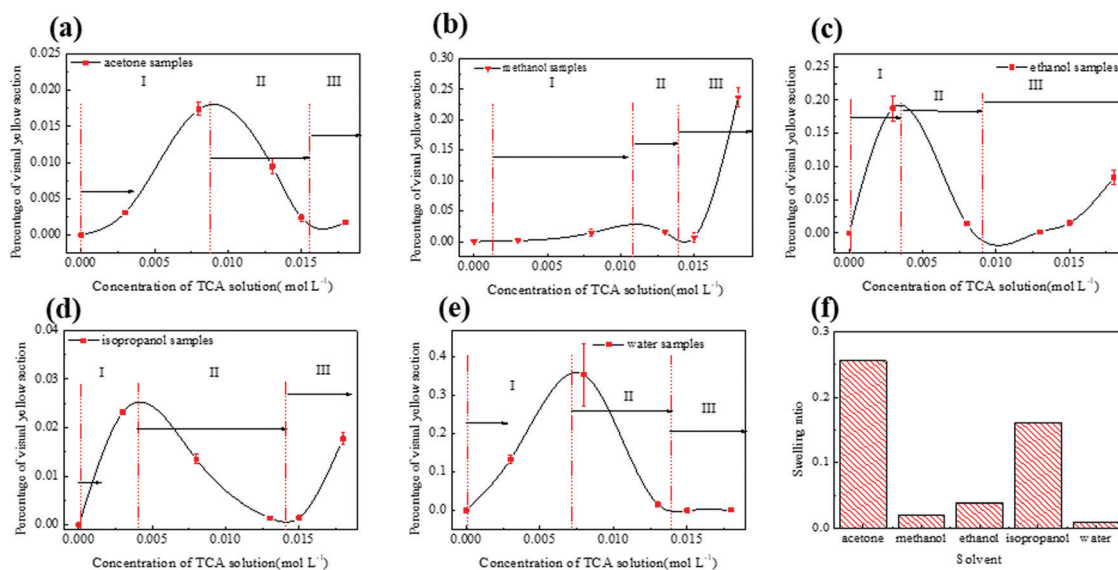 (a)
acetone samples
I
II
III
Percentage of visual yellow section
0.025
0.020
0.015
0.010
0.005
0.000
0.000 0.005 0.010 0.015
Concentration of TCA solution( mol L-1)
(b)
methanol samples
I
II
III
Percentage of visual yellow section
0.30
0.25
0.20
0.15
0.10
0.05
0.00
0.000 0.005 0.010 0.015
Concentration of TCA solution( mol L-1)
(c)
ethanol samples
I
II
III
Percentage of visual yellow section
0.25
0.20
0.15
0.10
0.05
0.00
0.000 0.005 0.010 0.015
Concentration of TCA solution( mol L-1)
(d)
isopropanol samples
I
II
III
Percentage of visual yellow section
0.04
0.03
0.02
0.01
0.00
0.000 0.005 0.010 0.015
Concentration of TCA solution( mol L-1)
(e)
water samples
I
II
III
Percentage of visual yellow section
0.4
0.3
0.2
0.1
0.0
0.000 0.005 0.010 0.015
Concentration of TCA solution( mol L-1)
(f)
Swelling ratio
0.3
0.2
0.1
0.0
acetone methanol ethanol isopropanol water
Solvent